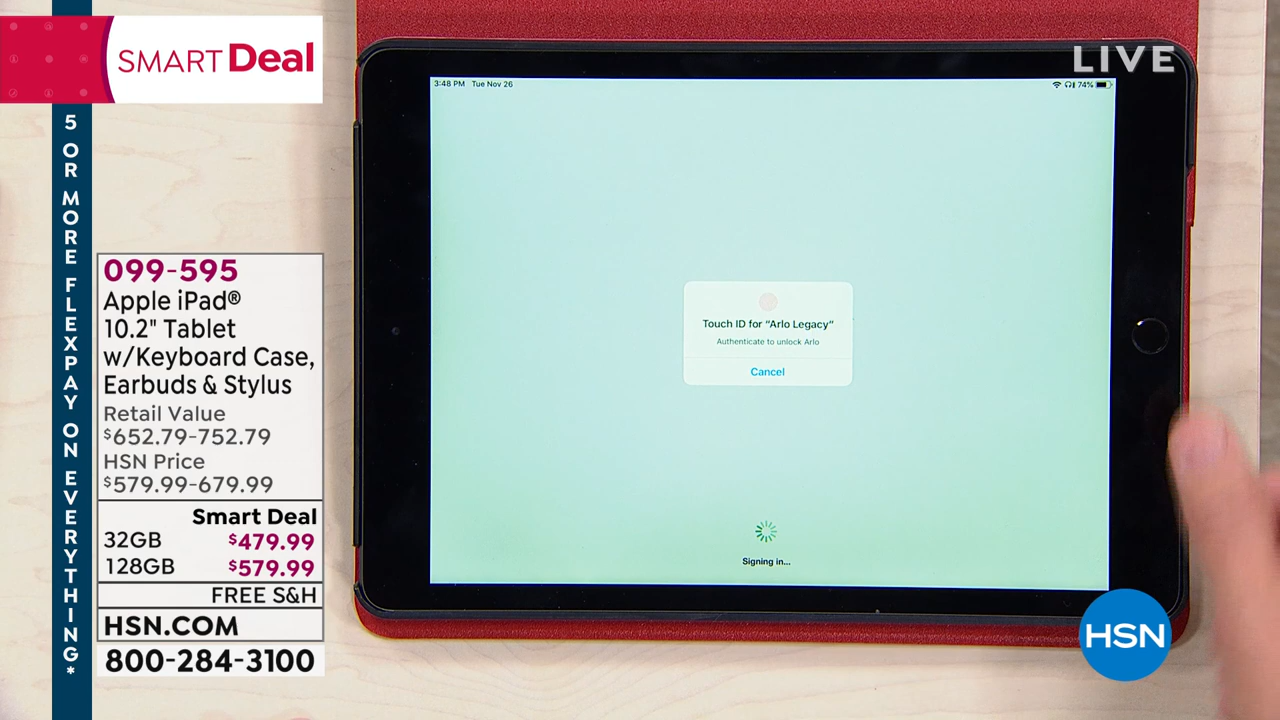 SMART Deal
5 OR MORE FLEXPAY ON EVERYTHING*
099-595
Apple iPad®
10.2" Tablet
w/Keyboard Case,
Earbuds & Stylus
Retail Value
$652.79-752.79
HSN Price
$579.99-679.99
Smart Deal
32GB $479.99
128GB $579.99
FREE S&H
HSN.COM
800-284-3100
LIVE
3:48 PM Tue Nov 26
74%
Touch ID for “Arlo Legacy”
Authenticate to unlock Arlo
Cancel
Signing in...
HSN